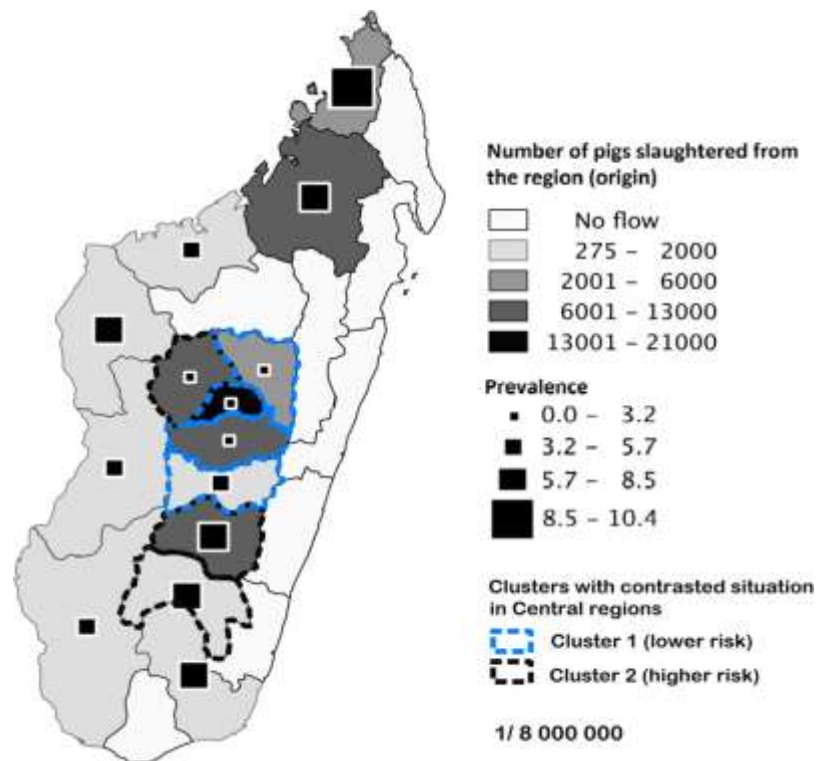 Number of pigs slaughtered from
the region (origin)
No flow
275 - 2000
2001 - 6000
6001 - 13000
13001 - 21000
Prevalence
0.0 - 3.2
3.2 - 5.7
5.7 - 8.5
8.5 - 10.4
Clusters with contrasted situation
in Central regions
Cluster 1 (lower risk)
Cluster 2 (higher risk)
1/ 8 000 000